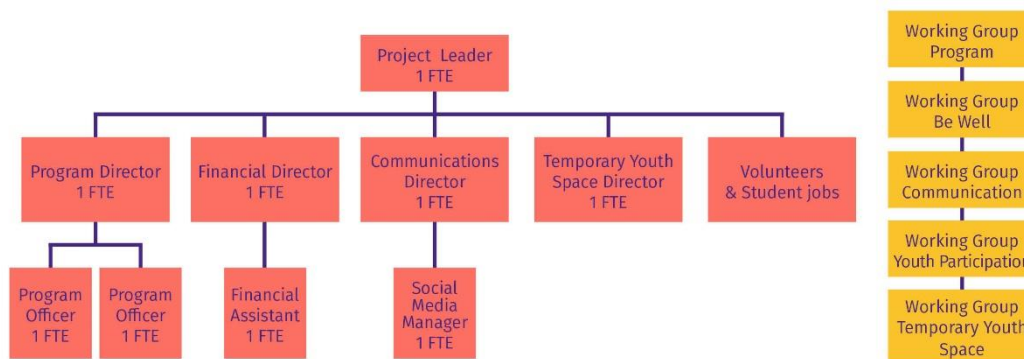 Project Leader
1 FTE
Program Director
1 FTE
Financial Director
1 FTE
Communications
Director
1 FTE
Temporary Youth
Space Director
1 FTE
Volunteers
& Student jobs
Program
Officer
1 FTE
Program
Officer
1 FTE
Financial
Assistant
1 FTE
Social
Media
Manager
1 FTE
Working Group
Program
Working Group
Be Well
Working Group
Communication
Working Group
Youth Participation
Working Group
Temporary Youth
Space